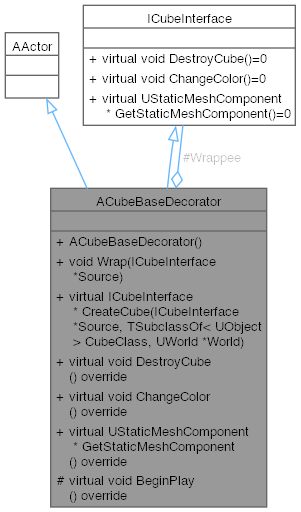 ICubeInterface
+ virtual void DestroyCube()=0
+ virtual void ChangeColor()=0
+ virtual UStaticMeshComponent
* GetStaticMeshComponent()=0
AActor
#Wrappee
ACubeBaseDecorator
+ ACubeBaseDecorator()
+ void Wrap(ICubeInterface
*Source)
+ virtual ICubeInterface
* CreateCube(ICubeInterface
*Source, TSubclassOf< UObject
> CubeClass, UWorld *World)
+ virtual void DestroyCube
() override
+ virtual void ChangeColor
() override
+ virtual UStaticMeshComponent
* GetStaticMeshComponent
() override
# virtual void BeginPlay
() override